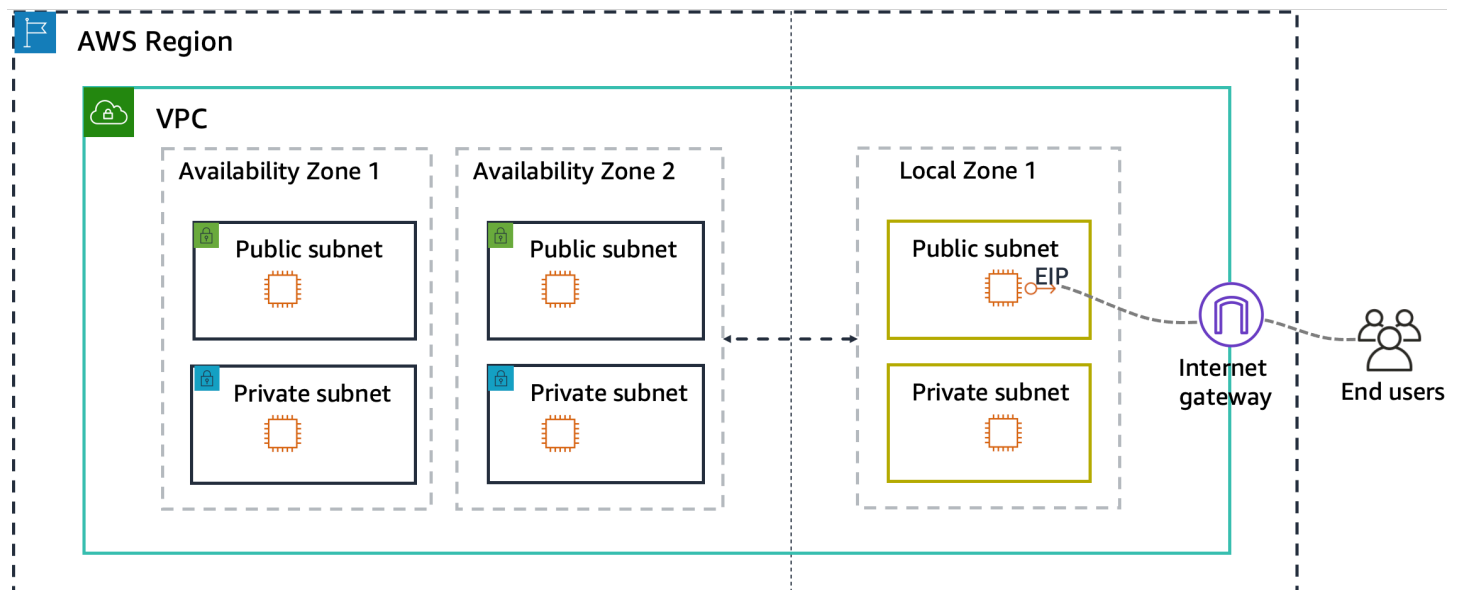 AWS Region
VPC
Availability Zone 1
Public subnet
Private subnet
Availability Zone 2
Public subnet
Private subnet
Local Zone 1
Public subnet
EIP
Private subnet
Internet
gateway
End users